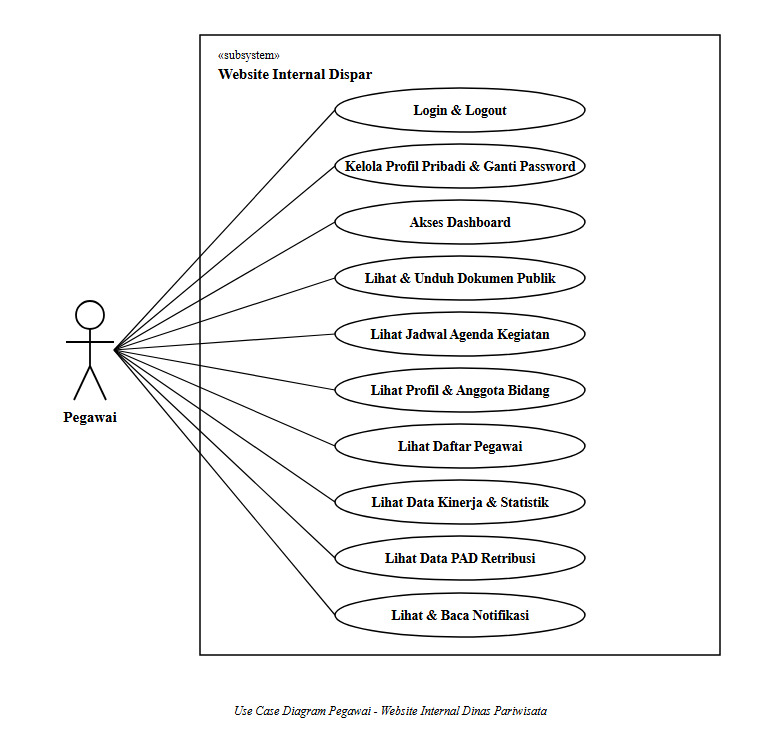 «subsystem»
Website Internal Dispar
Login & Logout
Kelola Profil Pribadi & Ganti Password
Akses Dashboard
Lihat & Unduh Dokumen Publik
Lihat Jadwal Agenda Kegiatan
Lihat Profil & Anggota Bidang
Pegawai
Lihat Daftar Pegawai
Lihat Data Kinerja & Statistik
Lihat Data PAD Retribusi
Lihat & Baca Notifikasi
Use Case Diagram Pegawai - Website Internal Dinas Pariwisata